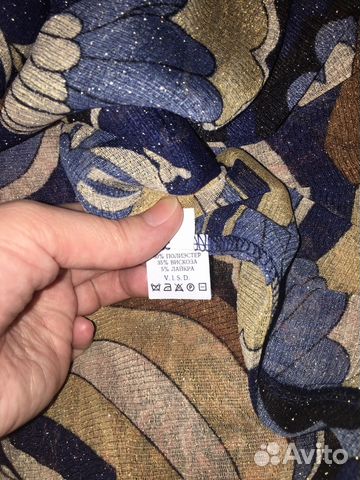 ПОЛИЭСТЕР
35% ВИСКОЗА
5% ЛАЙКРА
V.I.S.D.
Avito